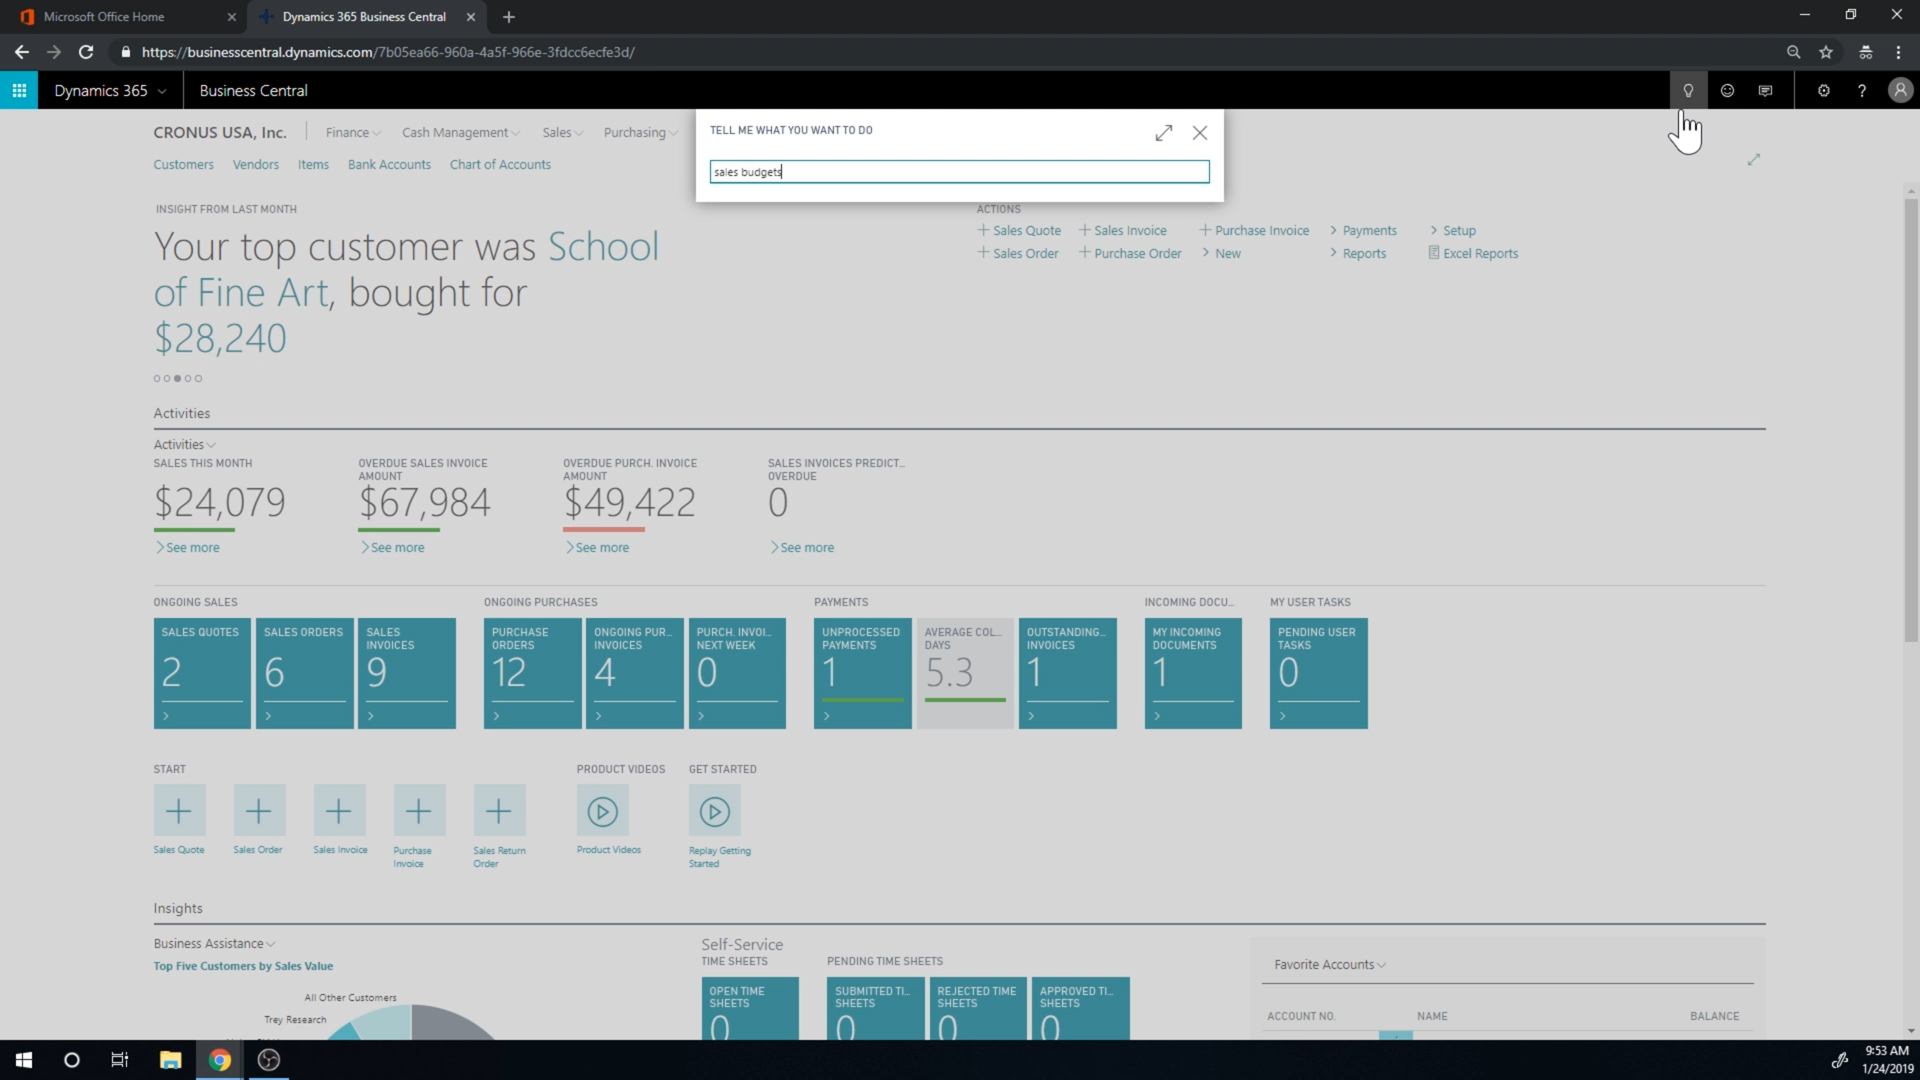 Microsoft Office Home
Dynamics 365 Business Central
https://businesscentral.dynamics.com/7b05ea66-960a-4a5f-966e-3fdcc6ecfe3d/
Dynamics 365
Business Central
CRONUS USA, Inc.
Finance
Cash Management
Sales
Purchasing
TELL ME WHAT YOU WANT TO DO
sales budgets
Customers
Vendors
Items
Bank Accounts
Chart of Accounts
INSIGHT FROM LAST MONTH
Your top customer was School
of Fine Art, bought for
$28,240
ACTIONS
Sales Quote
Sales Invoice
Purchase Invoice
Payments
Setup
Sales Order
Purchase Order
New
Reports
Excel Reports
Activities
Activities
SALES THIS MONTH
$24,079
See more
OVERDUE SALES INVOICE
AMOUNT
$67,984
See more
OVERDUE PURCH. INVOICE
AMOUNT
$49,422
See more
SALES INVOICES PREDICT...
OVERDUE
0
See more
ONGOING SALES
SALES QUOTES
2
SALES ORDERS
6
SALES
INVOICES
9
ONGOING PURCHASES
PURCHASE
ORDERS
12
ONGOING PUR...
INVOICES
4
PURCH. INVOI...
NEXT WEEK
0
PAYMENTS
UNPROCESSED
PAYMENTS
1
AVERAGE COL...
DAYS
5.3
OUTSTANDING...
INVOICES
1
INCOMING DOCU...
MY INCOMING
DOCUMENTS
1
MY USER TASKS
PENDING USER
TASKS
0
START
Sales Quote
Sales Order
Sales Invoice
Purchase
Invoice
Sales Return
Order
PRODUCT VIDEOS
Product Videos
GET STARTED
Replay Getting
Started
Insights
Business Assistance
Top Five Customers by Sales Value
All Other Customers
Trey Research
Self-Service
TIME SHEETS
OPEN TIME
SHEETS
0
PENDING TIME SHEETS
SUBMITTED TI...
SHEETS
0
REJECTED TIME
SHEETS
0
APPROVED TI...
SHEETS
0
Favorite Accounts
ACCOUNT NO.
NAME
BALANCE
9:53 AM
1/24/2019